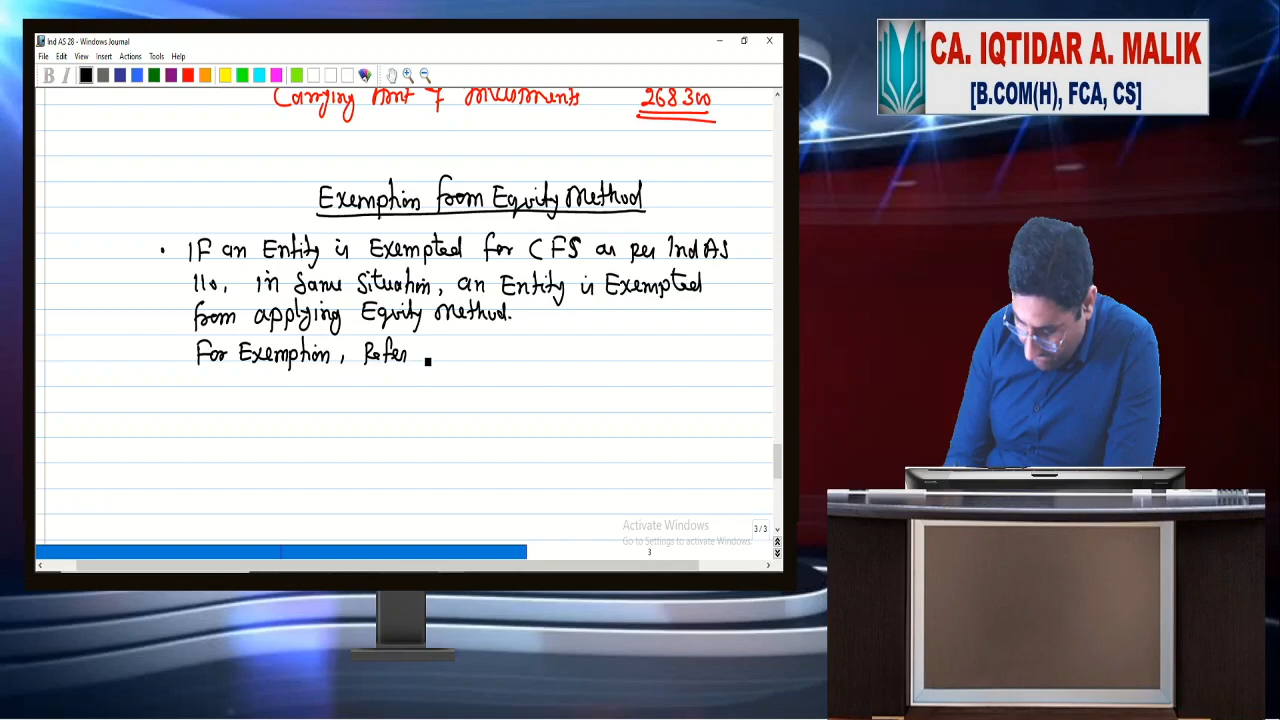 Ind AS 28 - Windows Journal
File Edit View Insert Actions Tools Help
B I
Carrying Amt of Investments 268300
Exemption from Equity Method
• IF an Entity is Exempted for CFS as per Ind AS
110, in Same Situation, an Entity is Exempted
from applying Equity Method.
For Exemption, Refer
Activate Windows
Go to Settings to activate Windows.
3 / 3
3
CA. IQTIDAR A. MALIK
[B.COM(H), FCA, CS]